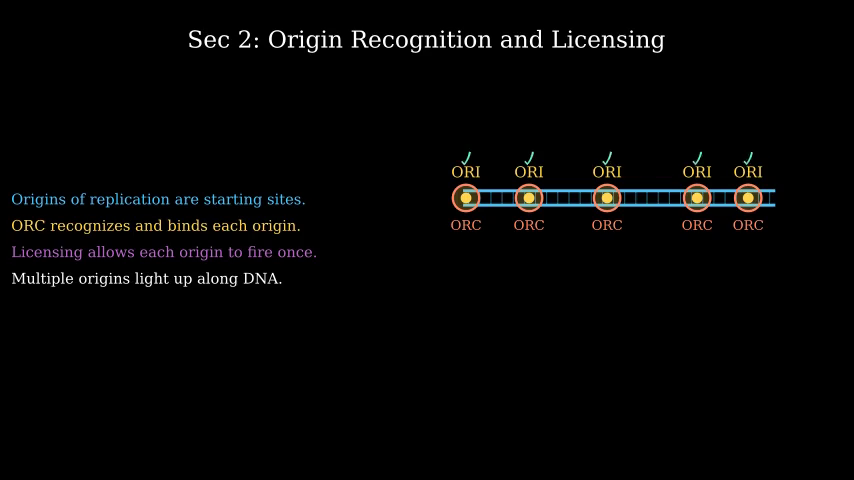 Sec 2: Origin Recognition and Licensing
ORI ORI ORI ORI ORI
ORC ORC ORC ORC ORC
Origins of replication are starting sites.
ORC recognizes and binds each origin.
Licensing allows each origin to fire once.
Multiple origins light up along DNA.